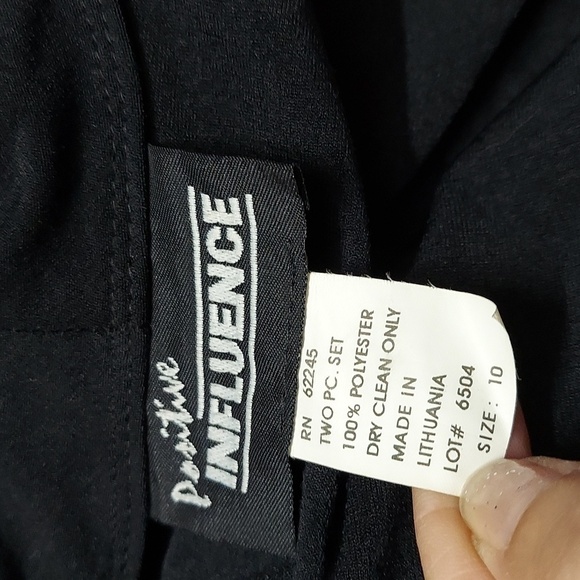 positive
INFLUENCE
RN 62245
TWO PC. SET
100% POLYESTER
DRY CLEAN ONLY
MADE IN
LITHUANIA
LOT# 6504
SIZE: 10